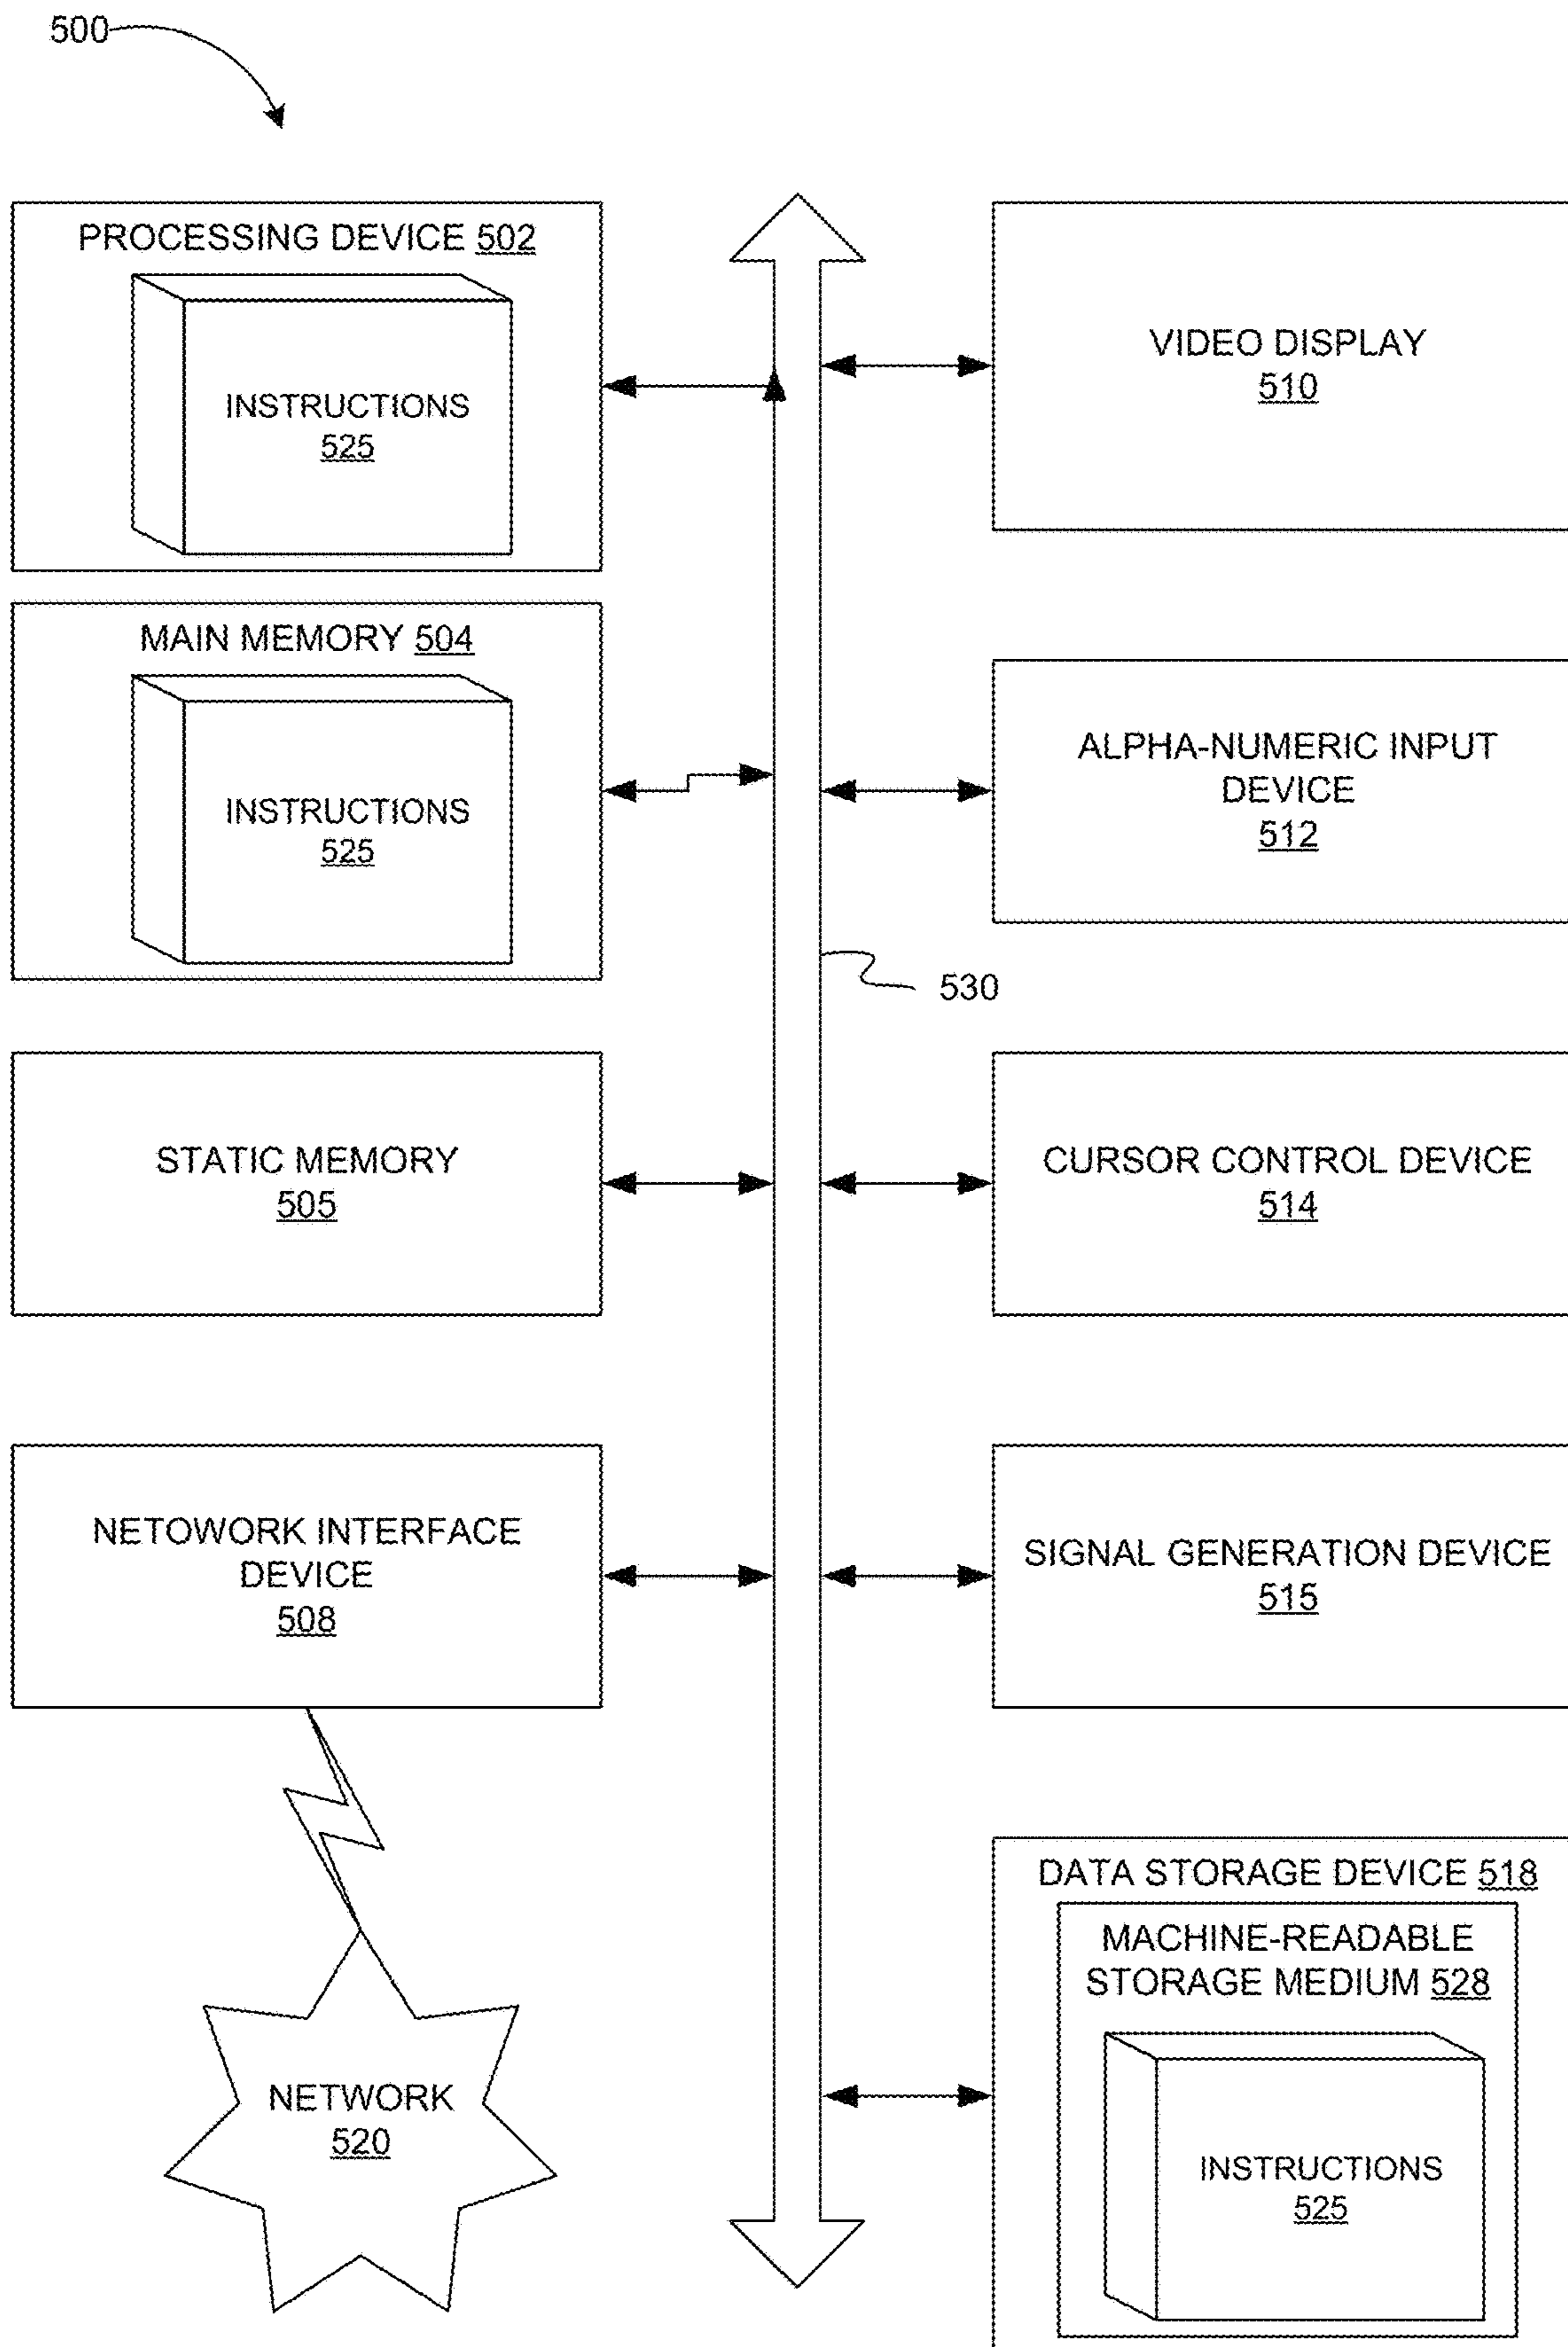 500
PROCESSING DEVICE 502
INSTRUCTIONS
525
MAIN MEMORY 504
INSTRUCTIONS
525
STATIC MEMORY
505
NETOWORK INTERFACE
DEVICE
508
NETWORK
520
530
VIDEO DISPLAY
510
ALPHA-NUMERIC INPUT
DEVICE
512
CURSOR CONTROL DEVICE
514
SIGNAL GENERATION DEVICE
515
DATA STORAGE DEVICE 518
MACHINE-READABLE
STORAGE MEDIUM 528
INSTRUCTIONS
525